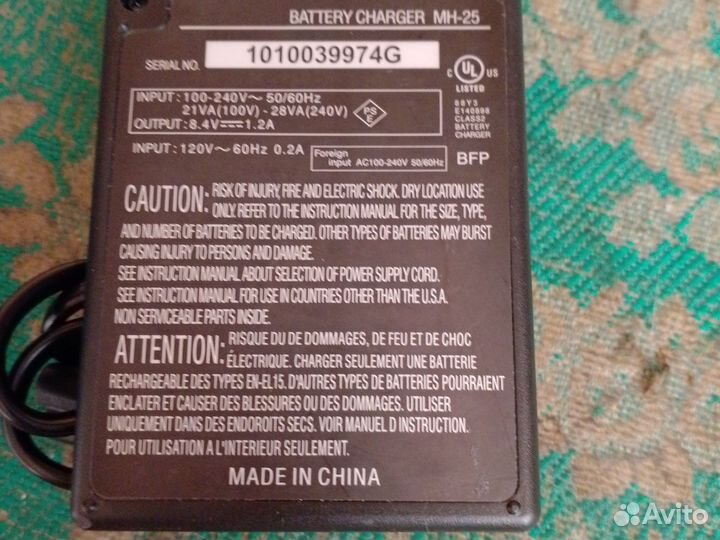 BATTERY CHARGER MH-25
SERIAL NO. 1010039974G
C UL US
LISTED
68Y3
E140898
CLASS2
BATTERY
CHARGER
INPUT: 100-240V~ 50/60Hz
21VA(100V) - 28VA(240V)
OUTPUT: 8.4V⎓1.2A
PS
E
INPUT: 120V~60Hz 0.2A
Foreign
input AC100-240V 50/60Hz
BFP
CAUTION: RISK OF INJURY, FIRE AND ELECTRIC SHOCK. DRY LOCATION USE
ONLY. REFER TO THE INSTRUCTION MANUAL FOR THE SIZE, TYPE,
AND NUMBER OF BATTERIES TO BE CHARGED. OTHER TYPES OF BATTERIES MAY BURST
CAUSING INJURY TO PERSONS AND DAMAGE.
SEE INSTRUCTION MANUAL ABOUT SELECTION OF POWER SUPPLY CORD.
SEE INSTRUCTION MANUAL FOR USE IN COUNTRIES OTHER THAN THE U.S.A.
NON SERVICEABLE PARTS INSIDE.
ATTENTION: RISQUE DU DE DOMMAGES, DE FEU ET DE CHOC
ÉLECTRIQUE. CHARGER SEULEMENT UNE BATTERIE
RECHARGEABLE DES TYPES EN-EL15. D'AUTRES TYPES DE BATTERIES POURRAIENT
ENCLATER ET CAUSER DES BLESSURES OU DES DOMMAGES. UTILISER
UNIQUEMENT DANS DES ENDOROITS SECS. VOIR MANUEL D INSTRUCTION.
POUR UTILISATION A L'INTERIEUR SEULEMENT.
MADE IN CHINA
Avito